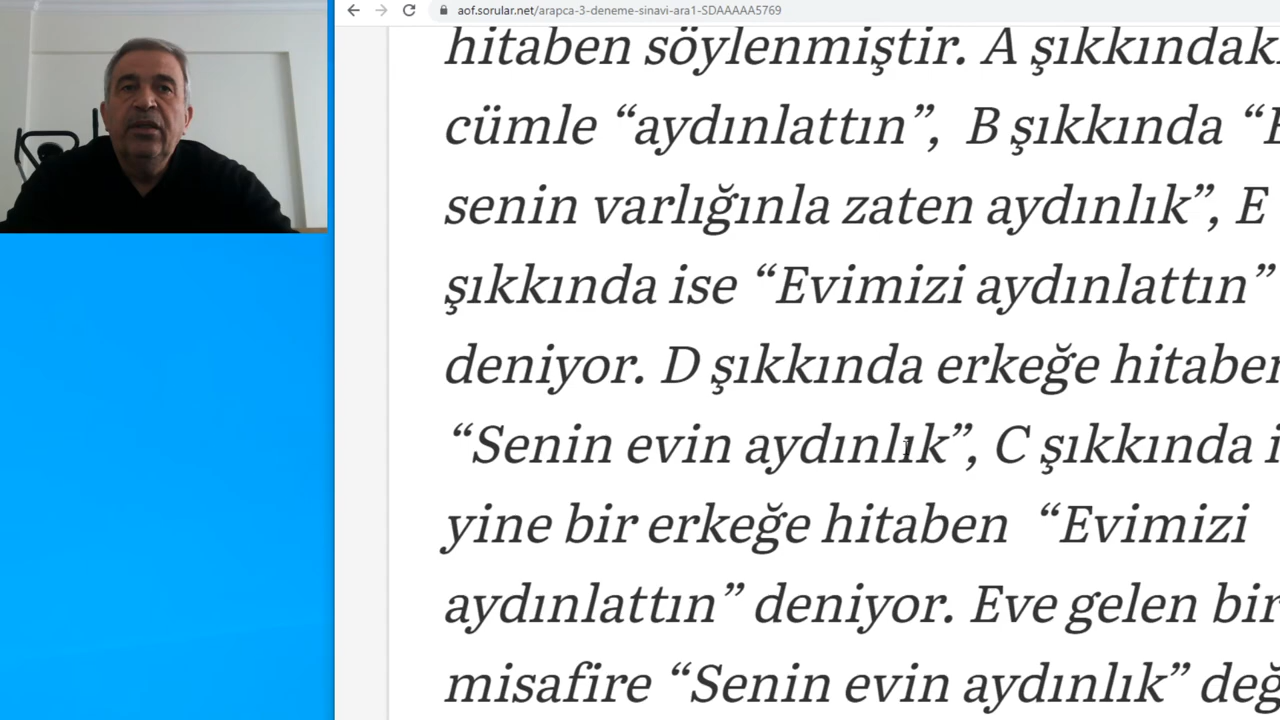 aof.sorular.net/arapca-3-deneme-sinavi-ara1-SDAAAAA5769
hitaben söylenmiştir. A şıkkındaki
cümle “aydınlattın”, B şıkkında “
senin varlığınla zaten aydınlık”, E
şıkkında ise “Evimizi aydınlattın”
deniyor. D şıkkında erkeğe hitaben
“Senin evin aydınlık”, C şıkkında i
yine bir erkeğe hitaben “Evimizi
aydınlattın” deniyor. Eve gelen bir
misafire “Senin evin aydınlık” değ